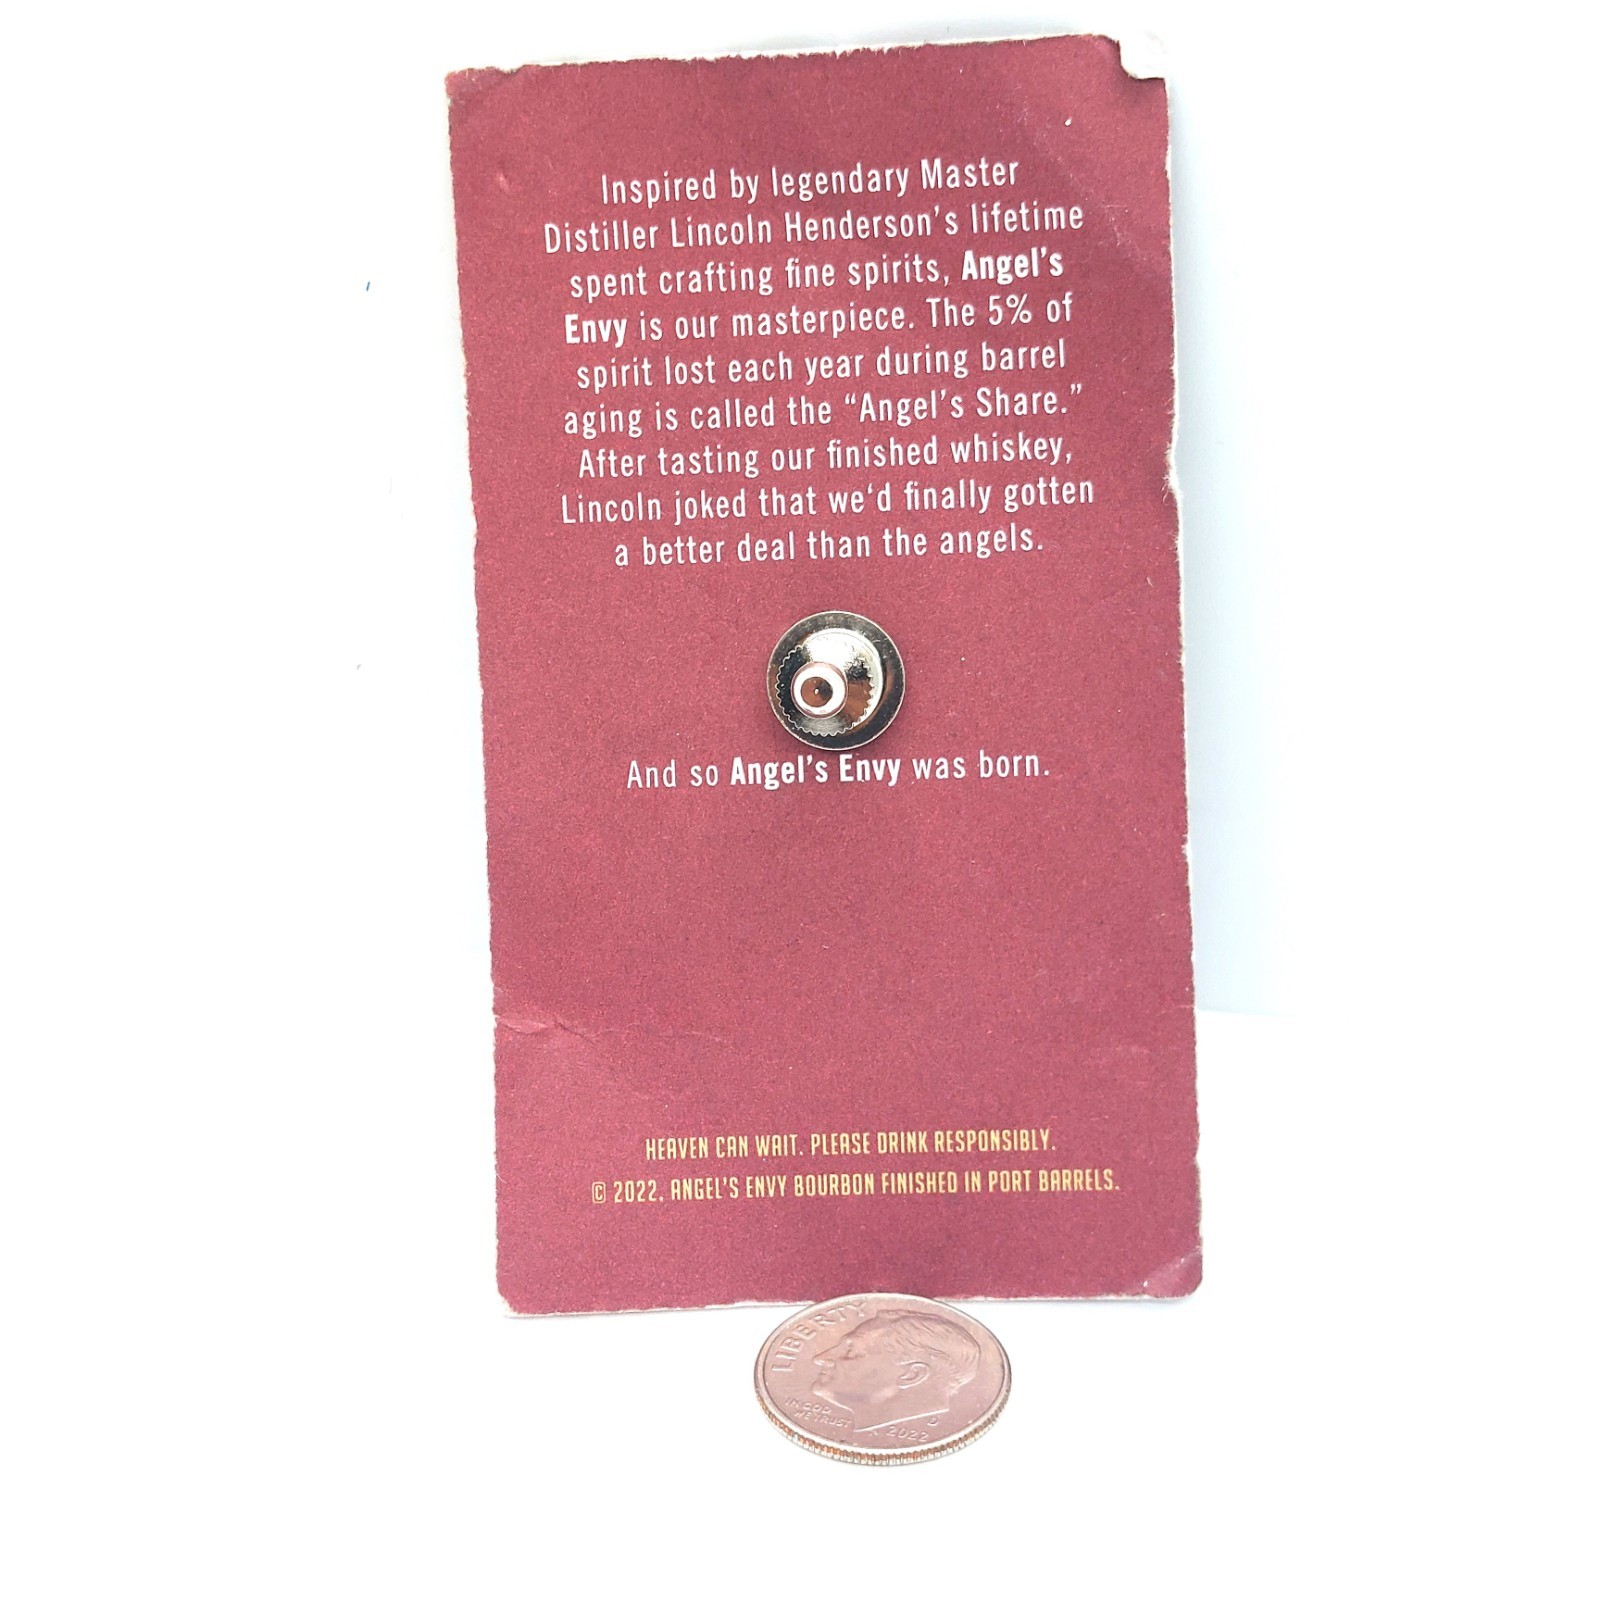 Inspired by legendary Master
Distiller Lincoln Henderson's lifetime
spent crafting fine spirits, Angel's
Envy is our masterpiece. The 5% of
spirit lost each year during barrel
aging is called the “Angel's Share.”
After tasting our finished whiskey,
Lincoln joked that we‘d finally gotten
a better deal than the angels.
And so Angel's Envy was born.
HEAVEN CAN WAIT. PLEASE DRINK RESPONSIBLY.
© 2022. ANGEL'S ENVY BOURBON FINISHED IN PORT BARRELS.
LIBERTY
IN GOD
WE TRUST
D
2022